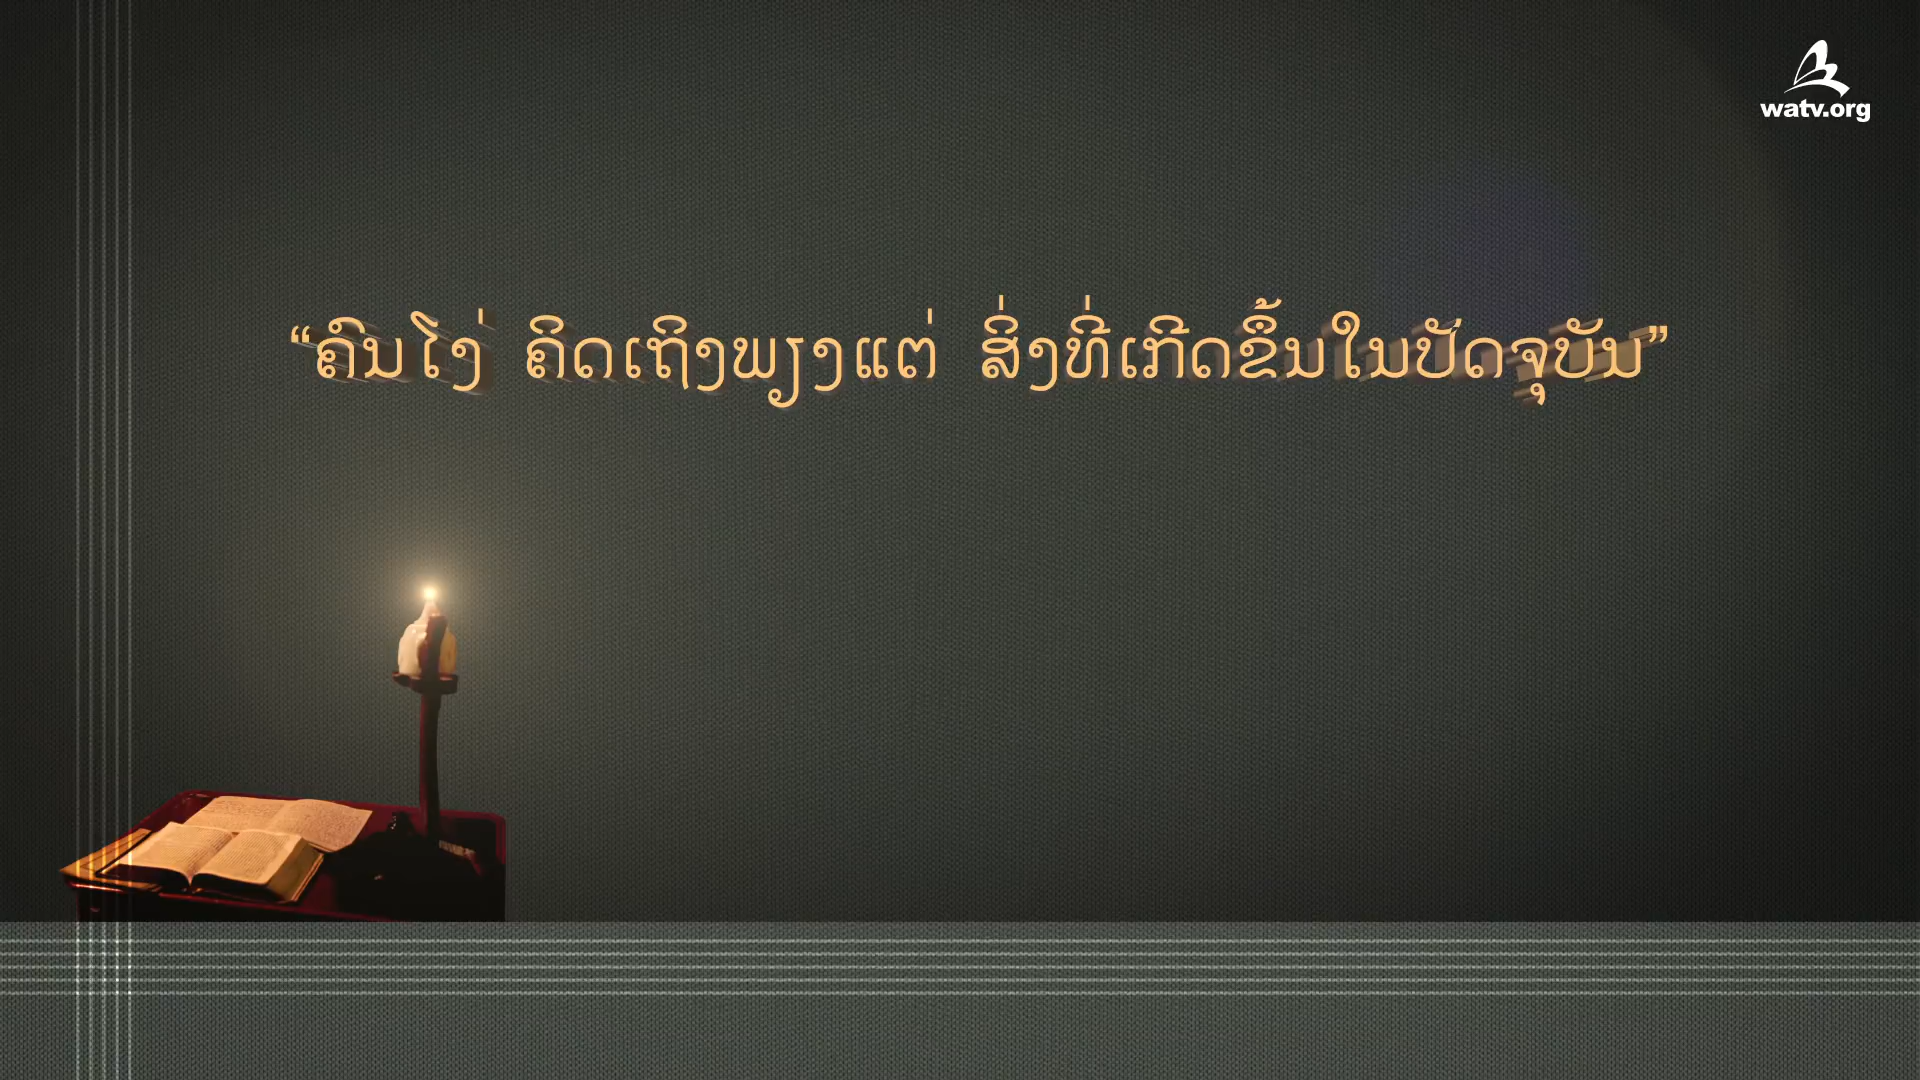 watv.org
“ຄົນໂງ່ ຄິດເຖິງພຽງແຕ່ ສິ່ງທີ່ເກີດຂຶ້ນໃນປັດຈຸບັນ”